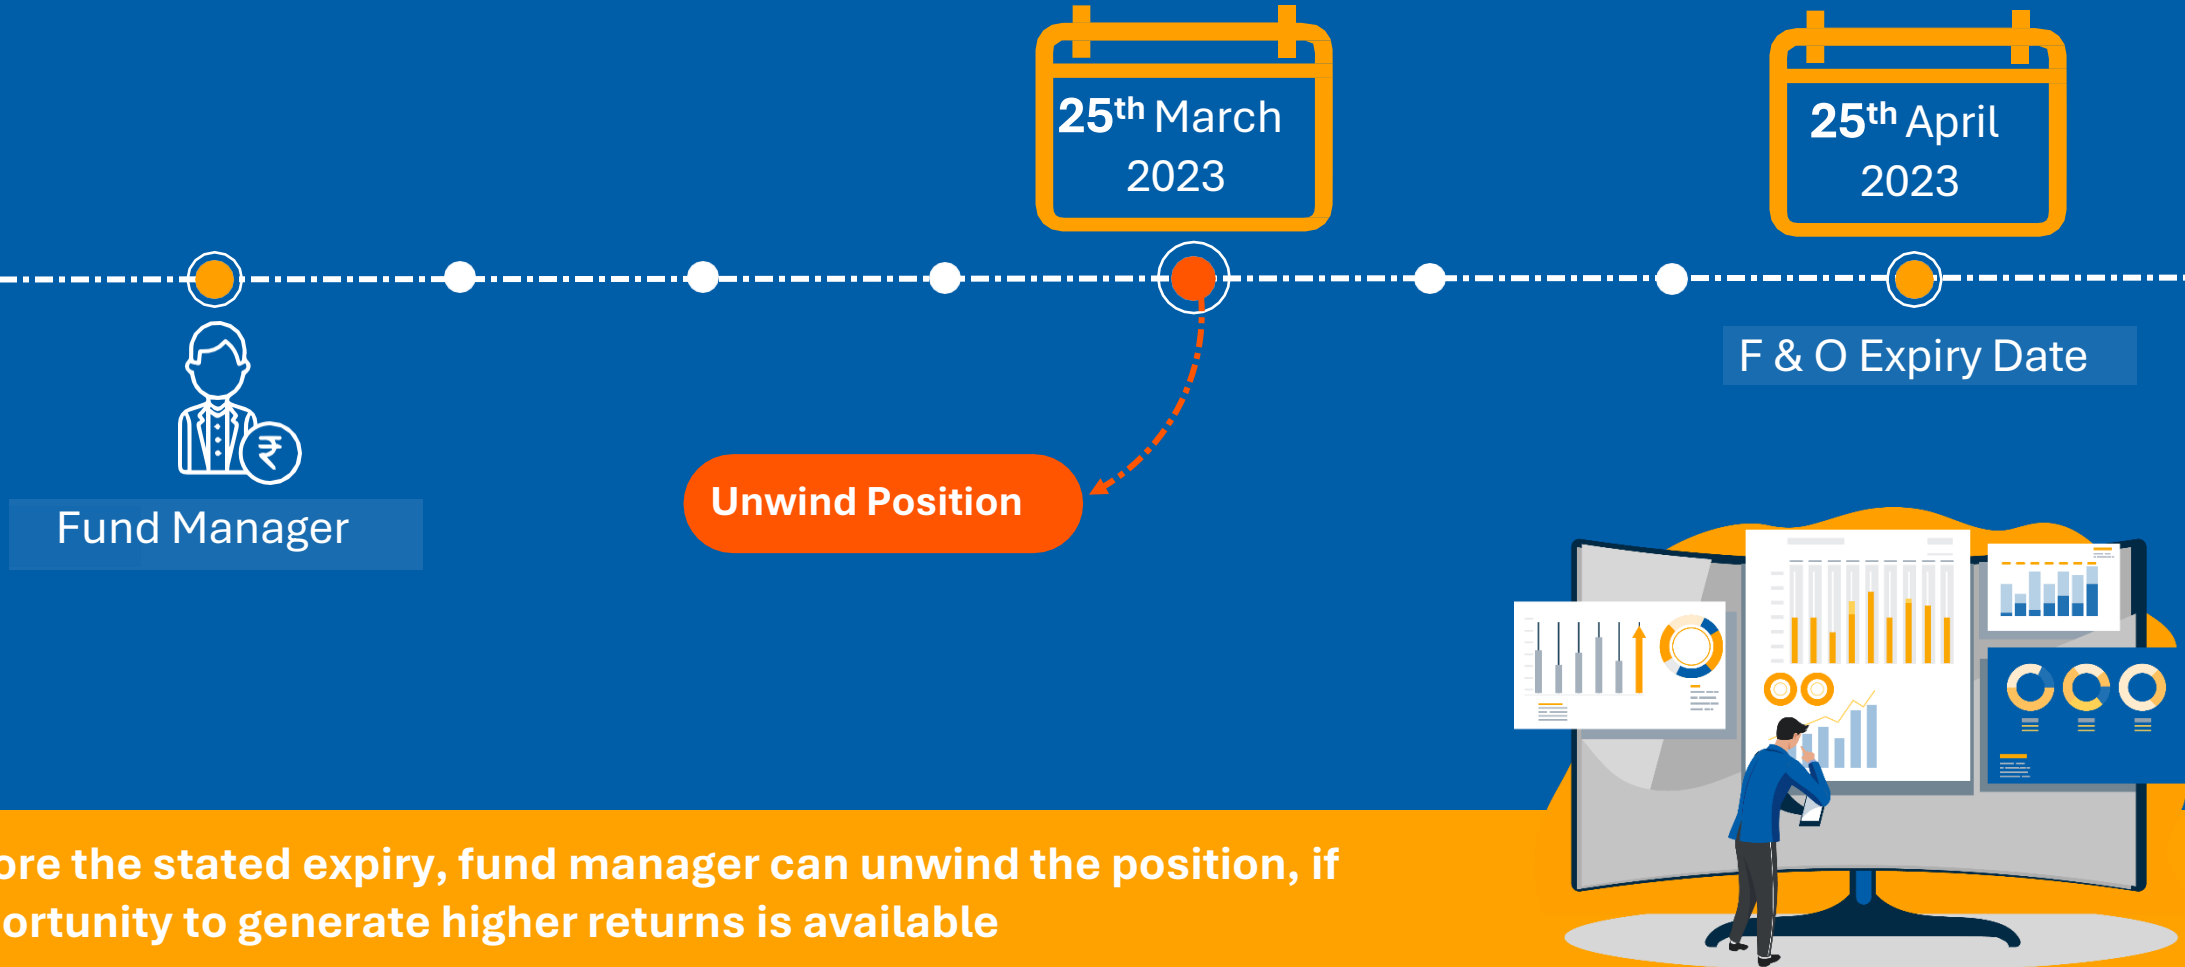 25th March
2023
25th April
2023
F & O Expiry Date
₹
Fund Manager
Unwind Position
ore the stated expiry, fund manager can unwind the position, if
ortunity to generate higher returns is available